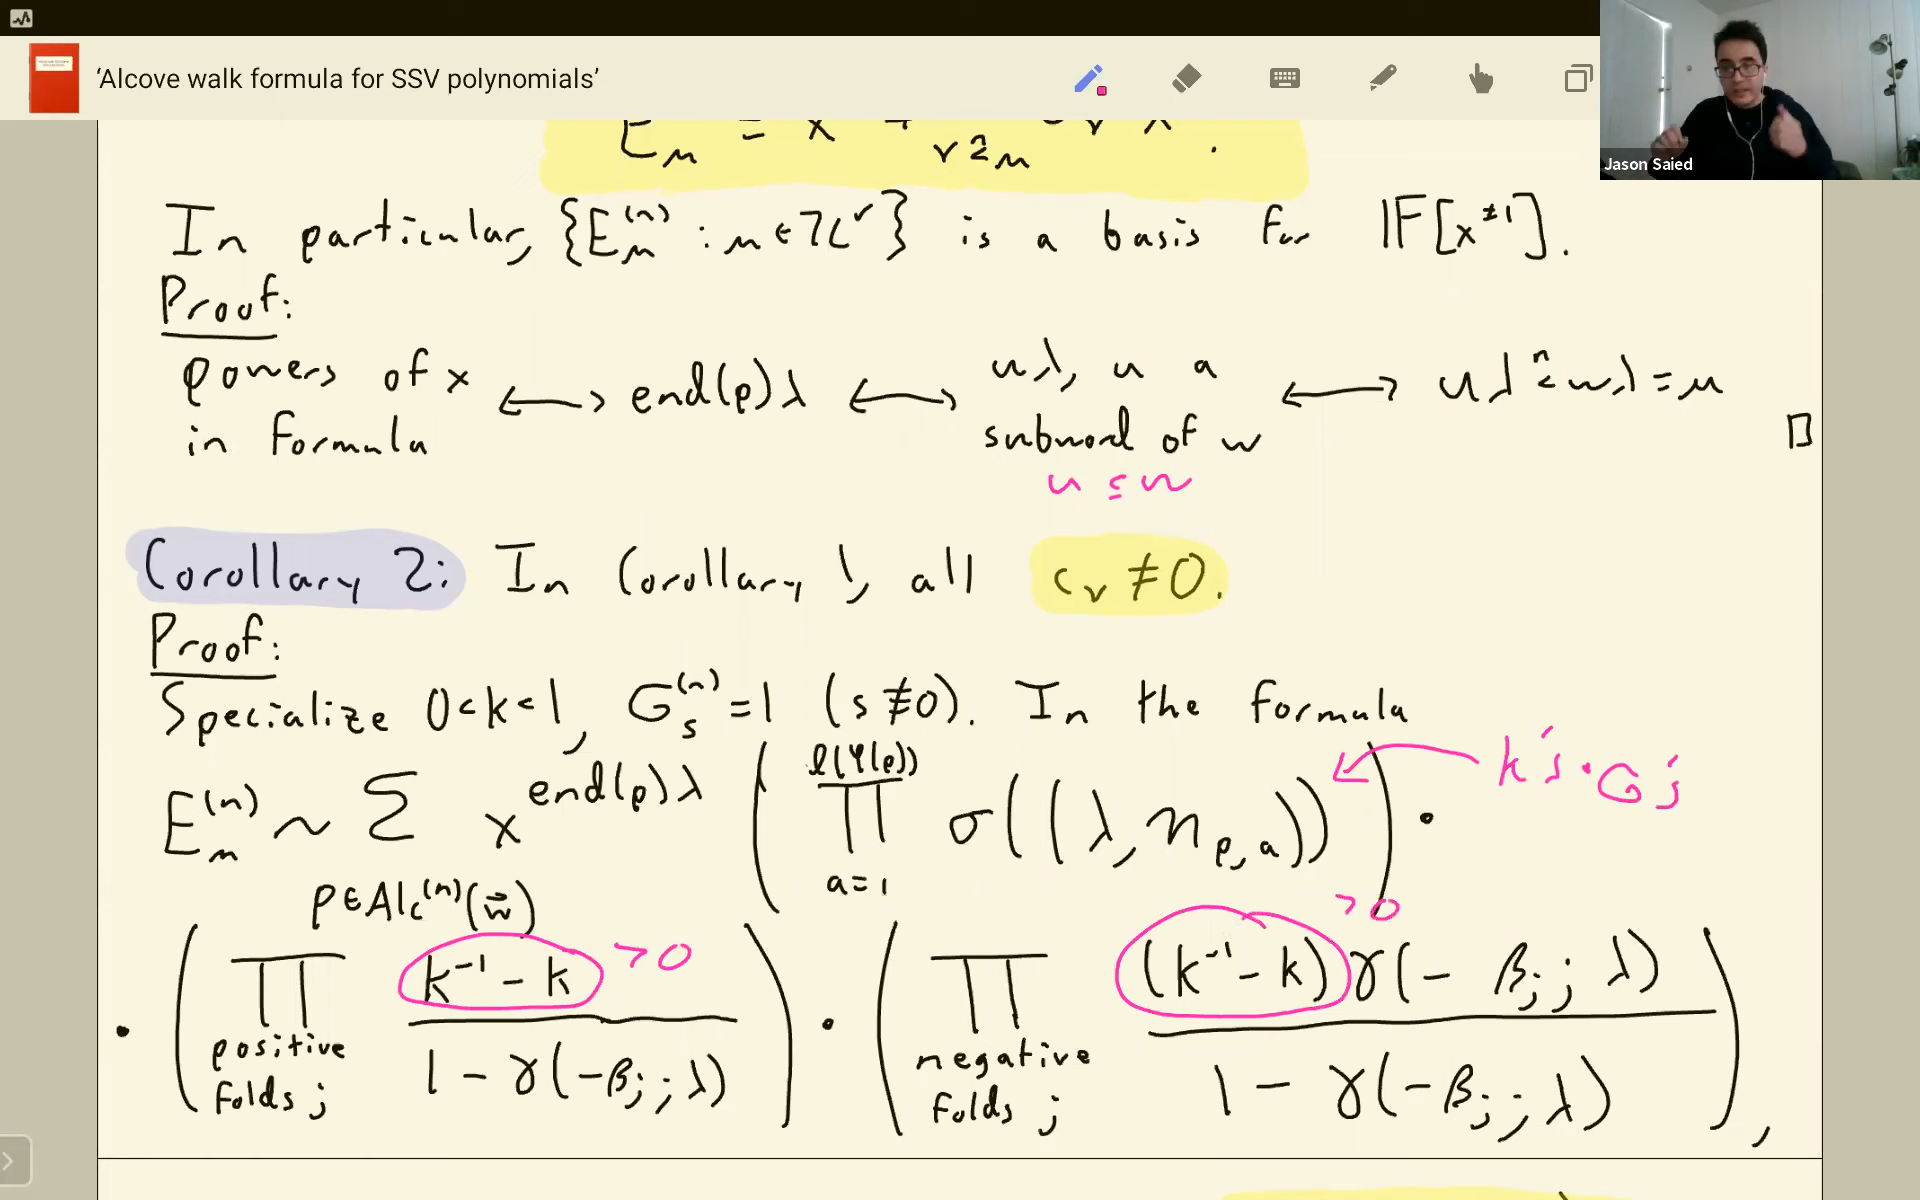 'Alcove walk formula for SSV polynomials'
Jason Saied
E_μ = x + ν <^n μ c_ν x .
In particular, {E_μ^(n) : μ ∈ ℤ^r} is a basis for 𝔽[x^±1].
Proof:
powers of x in formula ⟷ end(p)λ ⟷ uλ, u a subword of w ⟷ uλ ≤^n wλ = μ □
u ≤ w
Corollary 2: In Corollary 1, all c_ν ≠ 0.
Proof:
Specialize 0<k<1, G_s^(n) = 1 (s ≢ 0). In the formula
E_μ^(n) ~ Σ_{p∈Alc^(n)(w⃗)} x^{end(p)λ} ( ∏_{a=1}^{ℓ(φ(p))} σ((λ, η_{p,a})) ) · k's · G's
· ( ∏_{positive folds j} (k⁻¹ - k) / (1 - γ(-β_j; λ)) ) · ( ∏_{negative folds j} (k⁻¹ - k) γ(-β_j; λ) / (1 - γ(-β_j; λ)) ),
> 0
> 0